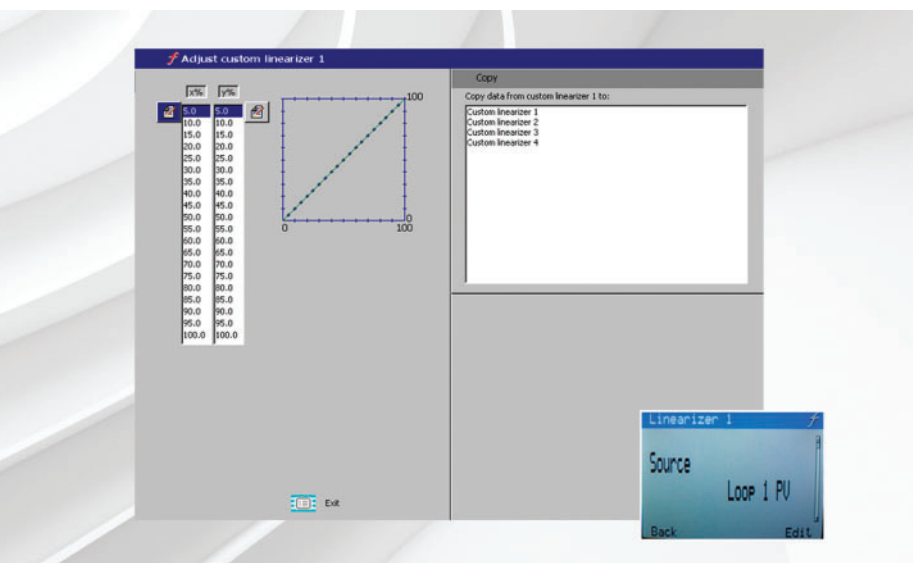 Adjust custom linearizer 1
x% y%
5.0 5.0
10.0 10.0
15.0 15.0
20.0 20.0
25.0 25.0
30.0 30.0
35.0 35.0
40.0 40.0
45.0 45.0
50.0 50.0
55.0 55.0
60.0 60.0
65.0 65.0
70.0 70.0
75.0 75.0
80.0 80.0
85.0 85.0
90.0 90.0
95.0 95.0
100.0 100.0
100
0
0 100
Exit
Copy
Copy data from custom linearizer 1 to:
Custom linearizer 1
Custom linearizer 2
Custom linearizer 3
Custom linearizer 4
Linearizer 1
Source
Loop 1 PV
Back Edit